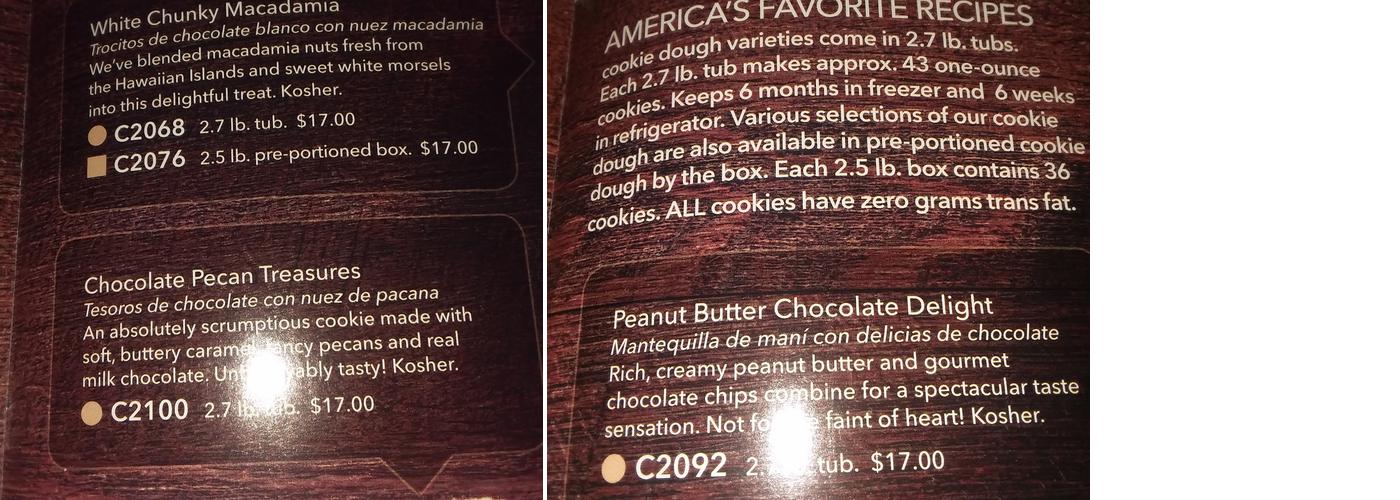 White Chunky Macadamia
Trocitos de chocolate blanco con nuez macadamia
We've blended macadamia nuts fresh from
the Hawaiian Islands and sweet white morsels
into this delightful treat. Kosher.
C2068 2.7 lb. tub. $17.00
C2076 2.5 lb. pre-portioned box. $17.00
Chocolate Pecan Treasures
Tesoros de chocolate con nuez de pacana
An absolutely scrumptious cookie made with
soft, buttery caramel, fancy pecans and real
milk chocolate. tasty! Kosher.
C2100 2.7 lb. tub. $17.00
AMERICA'S FAVORITE RECIPES
cookie dough varieties come in 2.7 lb. tubs.
Each 2.7 lb. tub makes approx. 43 one-ounce
cookies. Keeps 6 months in freezer and 6 weeks
in refrigerator. Various selections of our cookie
dough are also available in pre-portioned cookie
dough by the box. Each 2.5 lb. box contains 36
cookies. ALL cookies have zero grams trans fat.
Peanut Butter Chocolate Delight
Mantequilla de maní con delicias de chocolate
Rich, creamy peanut butter and gourmet
chocolate chips combine for a spectacular taste
sensation. Not faint of heart! Kosher.
C2092 tub. $17.00